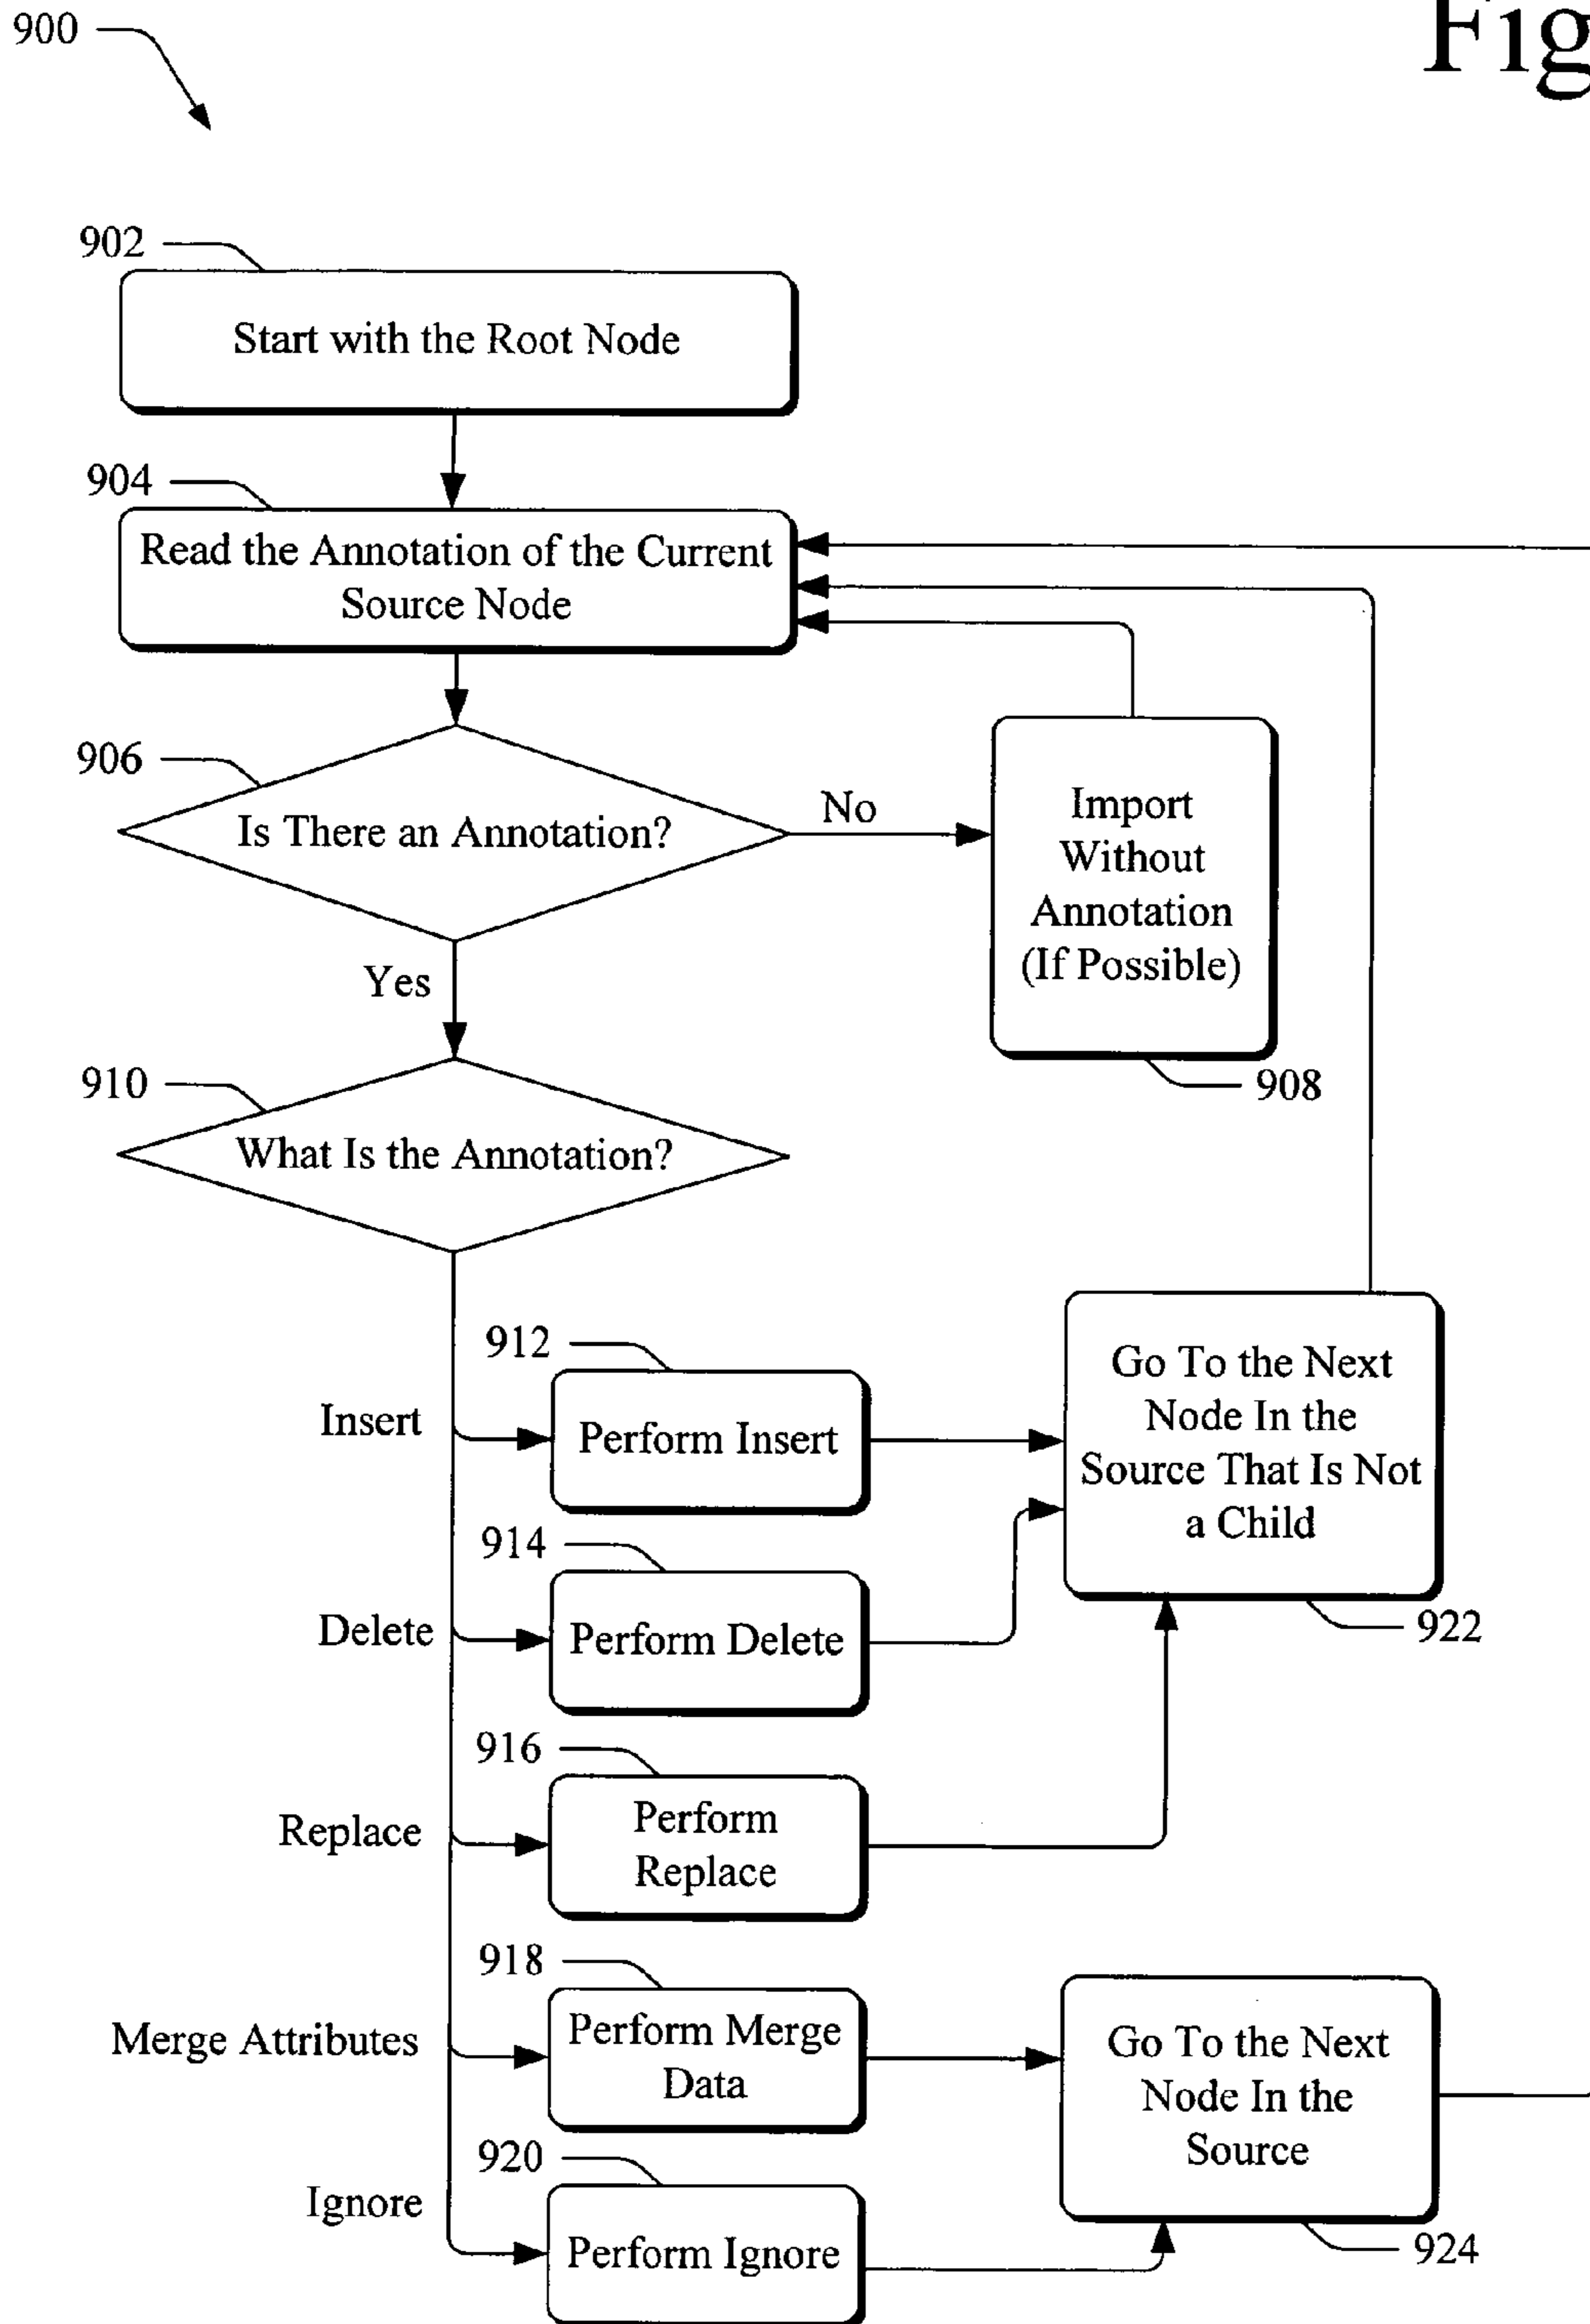 Fig
900
902
Start with the Root Node
904
Read the Annotation of the Current
Source Node
906
Is There an Annotation?
No
Import
Without
Annotation
(If Possible)
908
Yes
910
What Is the Annotation?
912
Insert
Perform Insert
Go To the Next
Node In the
Source That Is Not
a Child
922
914
Delete
Perform Delete
916
Replace
Perform
Replace
918
Merge Attributes
Perform Merge
Data
Go To the Next
Node In the
Source
924
920
Ignore
Perform Ignore